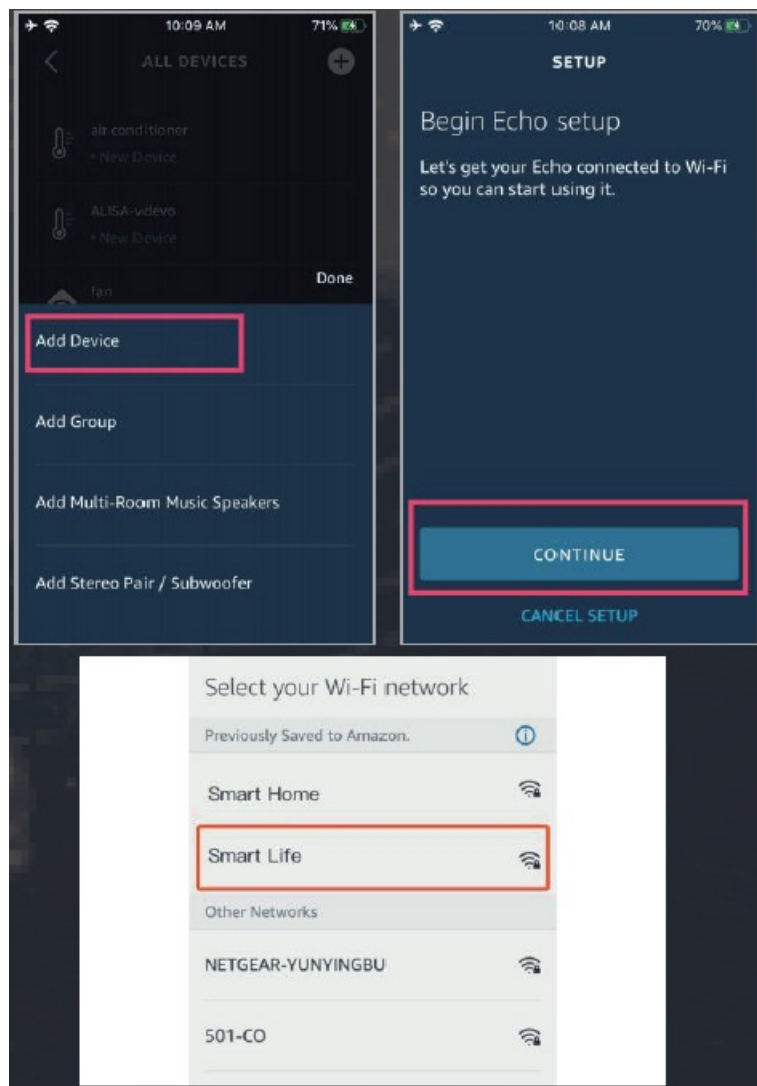 10:09 AM
71%
ALL DEVICES
air conditioner
• New Device
ALISA-vdevo
• New Device
fan
Done
Add Device
Add Group
Add Multi-Room Music Speakers
Add Stereo Pair / Subwoofer
10:08 AM
70%
SETUP
Begin Echo setup
Let's get your Echo connected to Wi-Fi
so you can start using it.
CONTINUE
CANCEL SETUP
Select your Wi-Fi network
Previously Saved to Amazon.
Smart Home
Smart Life
Other Networks
NETGEAR-YUNYINGBU
501-CO